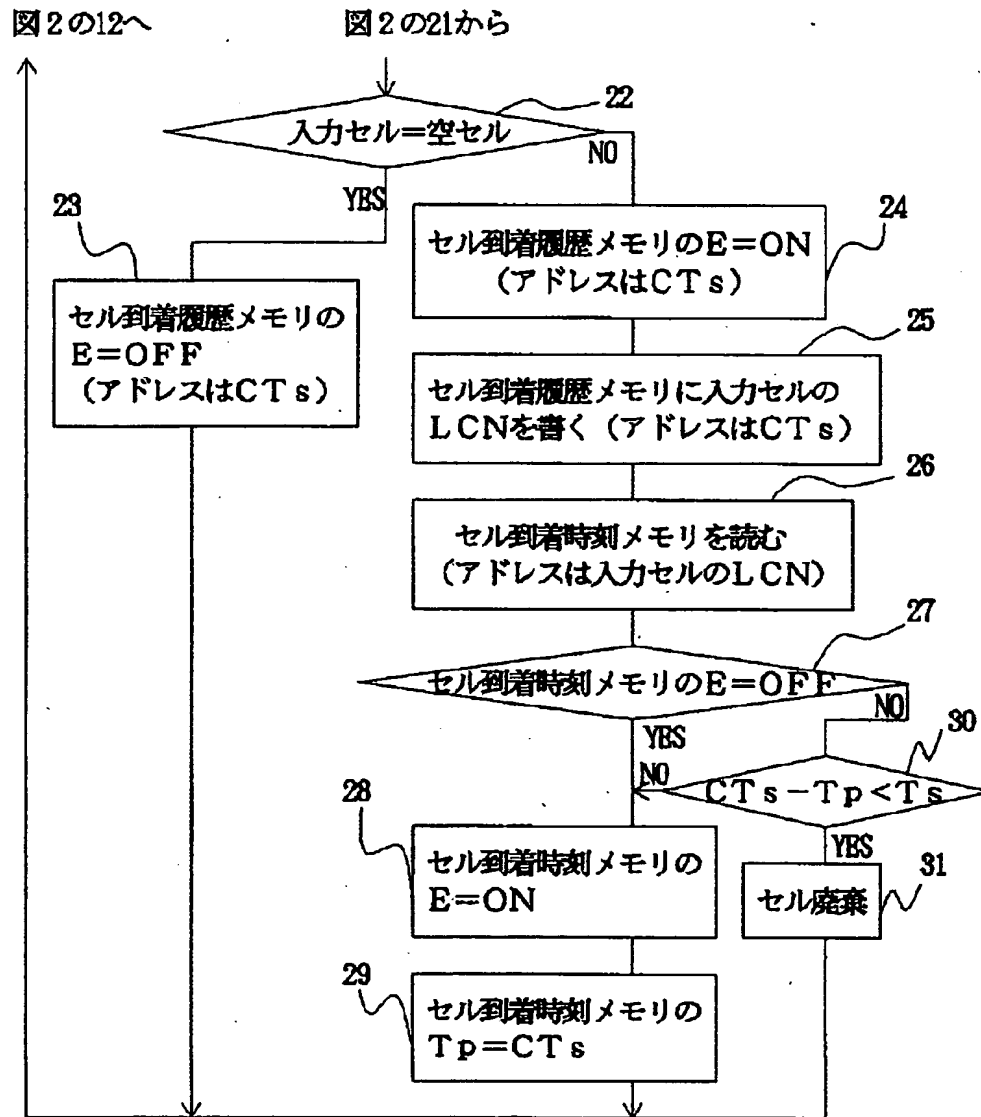 図2の12へ
図2の21から
22
入力セル=空セル
NO
YES
23
セル到着履歴メモリの
E=OFF
(アドレスはCTs)
24
セル到着履歴メモリのE=ON
(アドレスはCTs)
25
セル到着履歴メモリに入力セルの
LCNを書く(アドレスはCTs)
26
セル到着時刻メモリを読む
(アドレスは入力セルのLCN)
27
セル到着時刻メモリのE=OFF
NO
YES
30
NO
CTs-Tp<Ts
YES
28
セル到着時刻メモリの
E=ON
31
セル廃棄
29
セル到着時刻メモリの
Tp=CTs